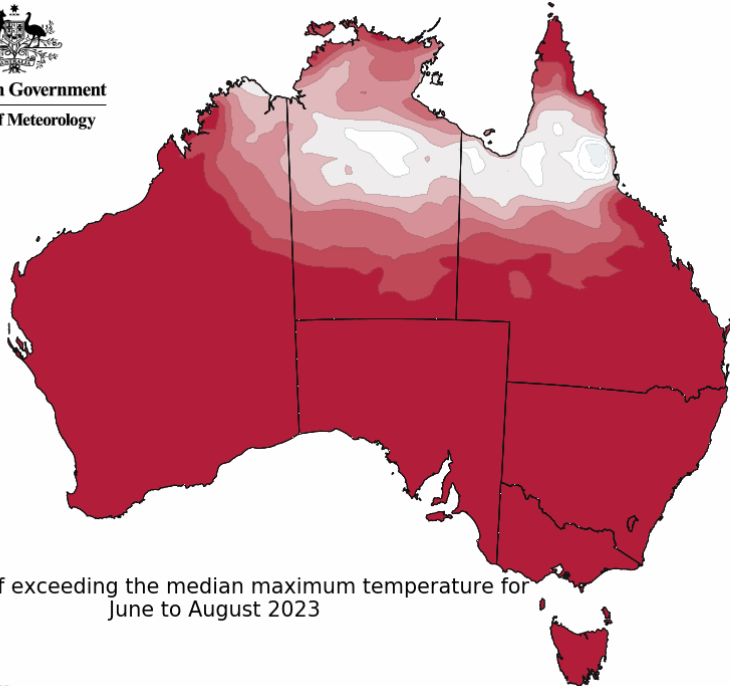 n Government
f Meteorology
f exceeding the median maximum temperature for
June to August 2023